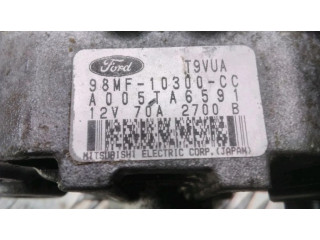 Ford T9VUA
98MF-10300-CC
A005TA6591
12V 70A 2700 B
MITSUBISHI ELECTRIC CORP.(JAPAN)